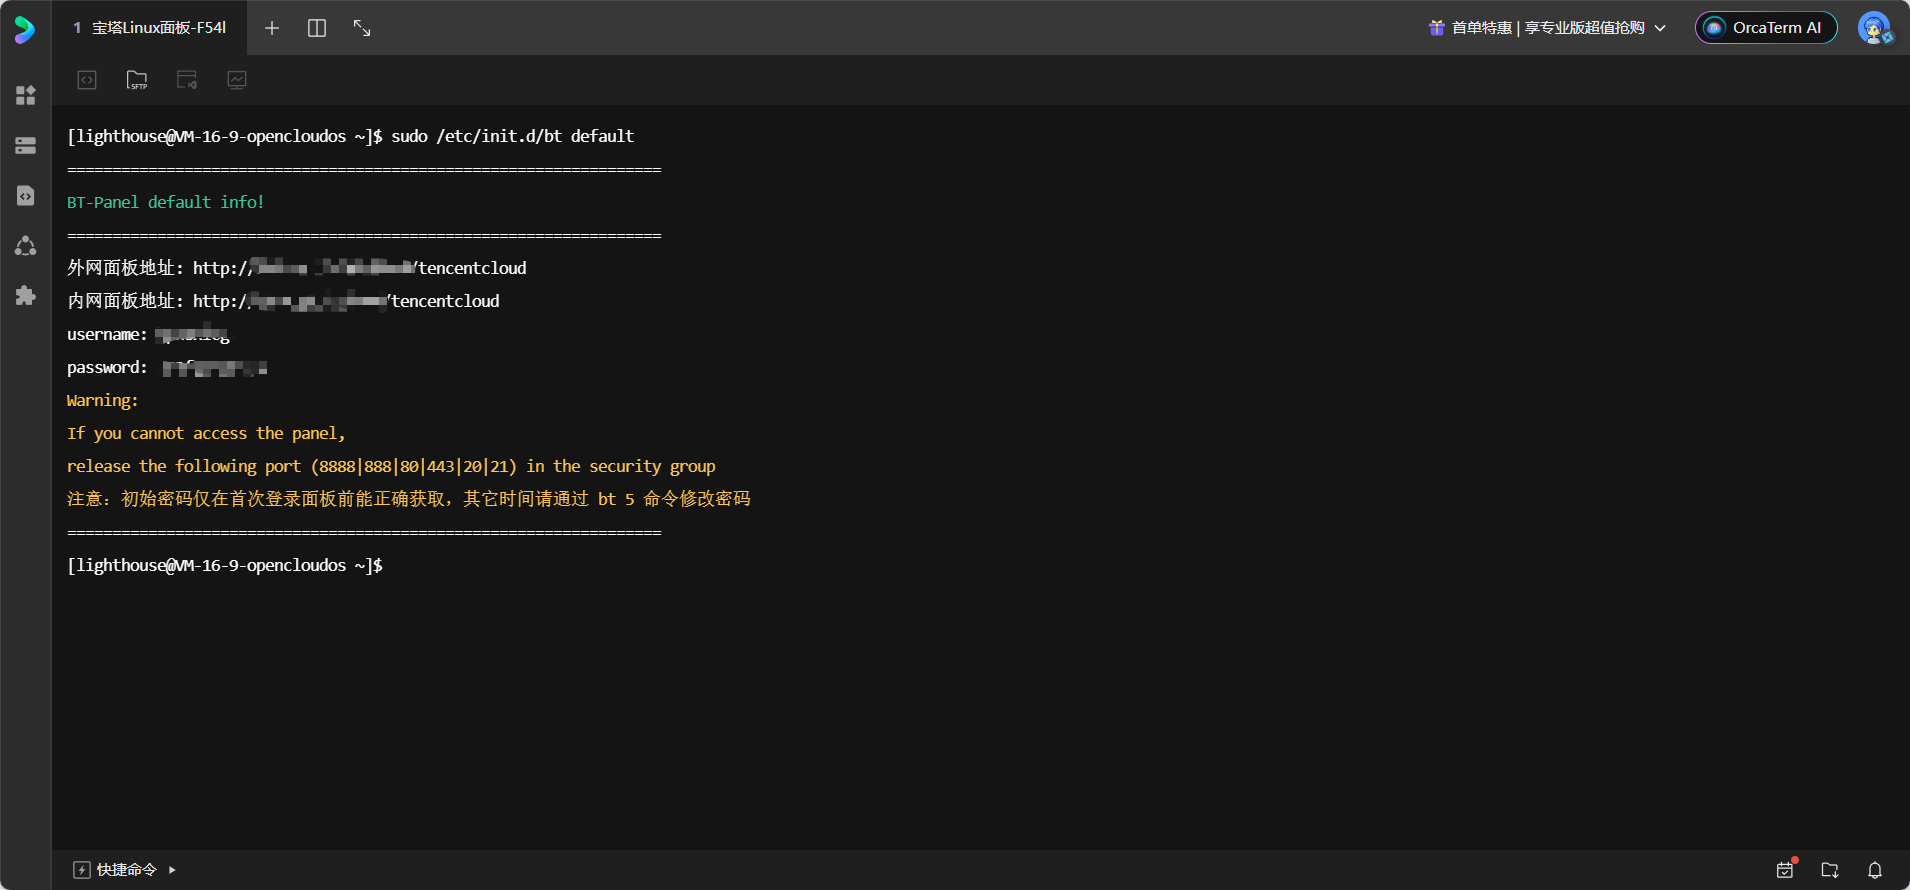 1 宝塔Linux面板-F54l
首单特惠 | 享专业版超值抢购
OrcaTerm AI
SFTP
[lighthouse@VM-16-9-opencloudos ~]$ sudo /etc/init.d/bt default
==================================================================
BT-Panel default info!
==================================================================
外网面板地址: http://
/tencentcloud
内网面板地址: http://
/tencentcloud
username:
password:
Warning:
If you cannot access the panel,
release the following port (8888|888|80|443|20|21) in the security group
注意：初始密码仅在首次登录面板前能正确获取，其它时间请通过 bt 5 命令修改密码
==================================================================
[lighthouse@VM-16-9-opencloudos ~]$
快捷命令